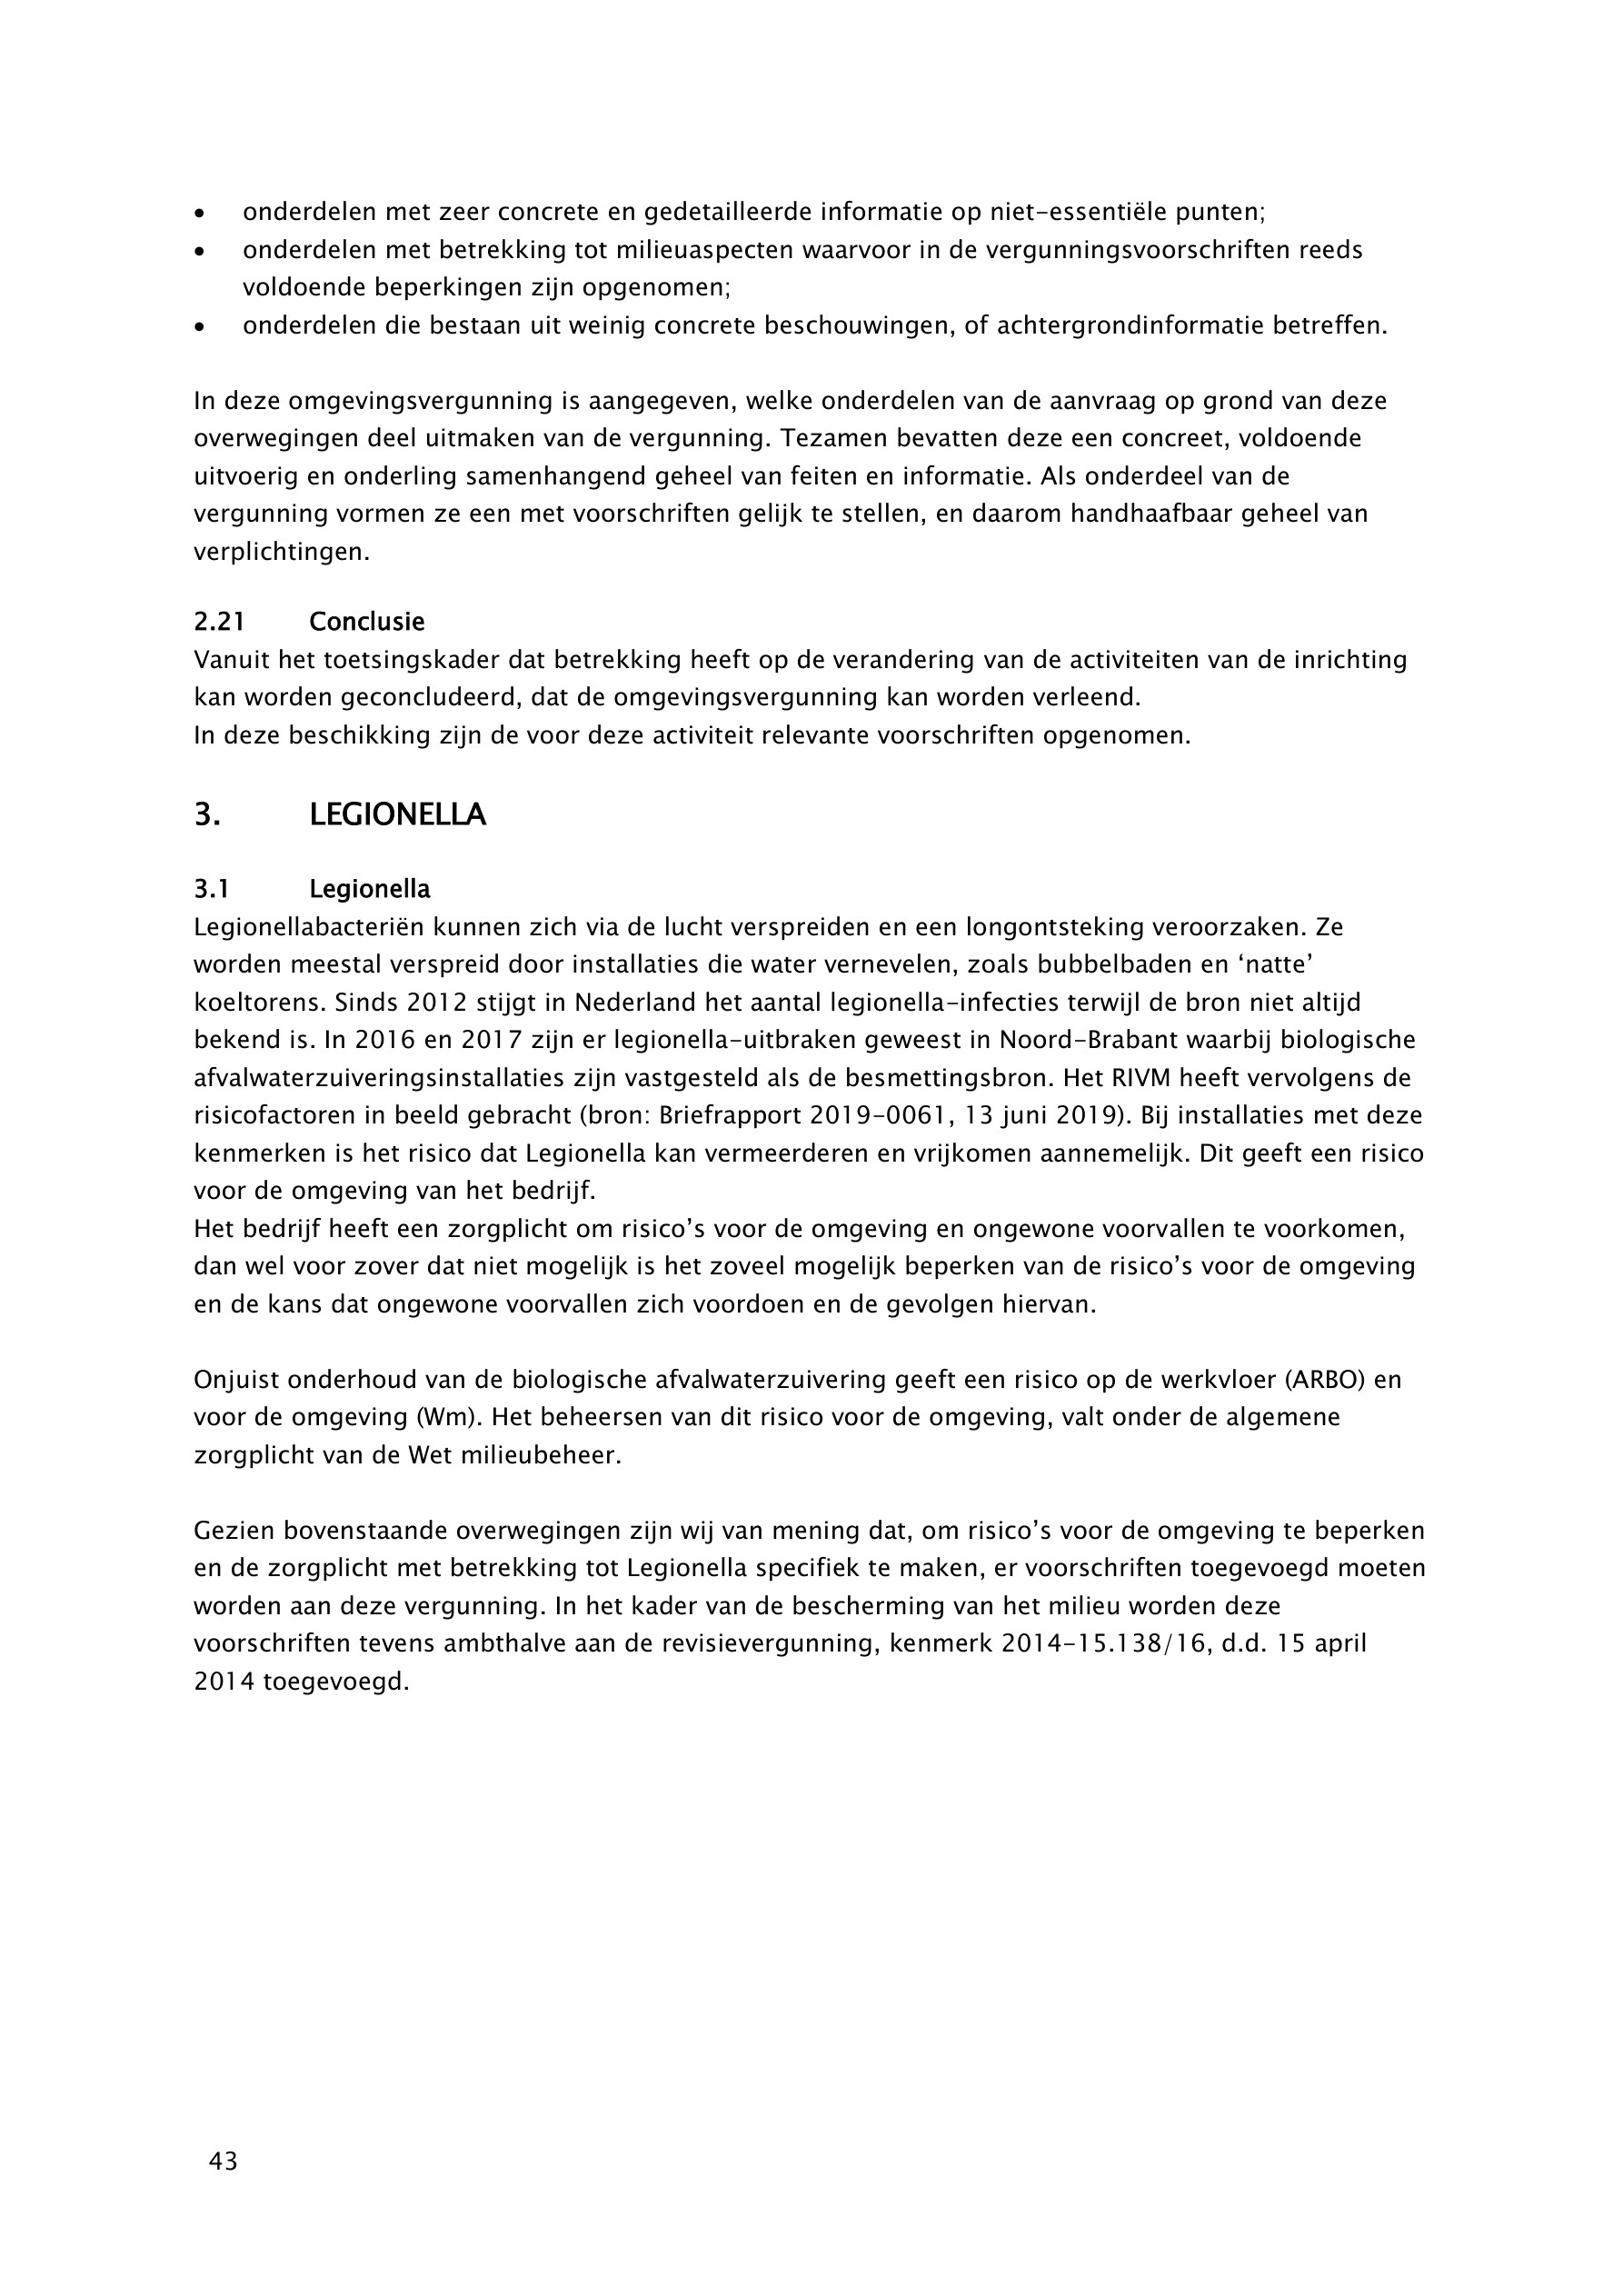 • onderdelen met zeer concrete en gedetailleerde informatie op niet-essentiële punten;
• onderdelen met betrekking tot milieuaspecten waarvoor in de vergunningsvoorschriften reeds
voldoende beperkingen zijn opgenomen;
• onderdelen die bestaan uit weinig concrete beschouwingen, of achtergrondinformatie betreffen.
In deze omgevingsvergunning is aangegeven, welke onderdelen van de aanvraag op grond van deze
overwegingen deel uitmaken van de vergunning. Tezamen bevatten deze een concreet, voldoende
uitvoerig en onderling samenhangend geheel van feiten en informatie. Als onderdeel van de
vergunning vormen ze een met voorschriften gelijk te stellen, en daarom handhaafbaar geheel van
verplichtingen.
2.21 Conclusie
Vanuit het toetsingskader dat betrekking heeft op de verandering van de activiteiten van de inrichting
kan worden geconcludeerd, dat de omgevingsvergunning kan worden verleend.
In deze beschikking zijn de voor deze activiteit relevante voorschriften opgenomen.
3. LEGIONELLA
3.1 Legionella
Legionellabacteriën kunnen zich via de lucht verspreiden en een longontsteking veroorzaken. Ze
worden meestal verspreid door installaties die water vernevelen, zoals bubbelbaden en ‘natte’
koeltorens. Sinds 2012 stijgt in Nederland het aantal legionella-infecties terwijl de bron niet altijd
bekend is. In 2016 en 2017 zijn er legionella-uitbraken geweest in Noord-Brabant waarbij biologische
afvalwaterzuiveringsinstallaties zijn vastgesteld als de besmettingsbron. Het RIVM heeft vervolgens de
risicofactoren in beeld gebracht (bron: Briefrapport 2019-0061, 13 juni 2019). Bij installaties met deze
kenmerken is het risico dat Legionella kan vermeerderen en vrijkomen aannemelijk. Dit geeft een risico
voor de omgeving van het bedrijf.
Het bedrijf heeft een zorgplicht om risico’s voor de omgeving en ongewone voorvallen te voorkomen,
dan wel voor zover dat niet mogelijk is het zoveel mogelijk beperken van de risico’s voor de omgeving
en de kans dat ongewone voorvallen zich voordoen en de gevolgen hiervan.
Onjuist onderhoud van de biologische afvalwaterzuivering geeft een risico op de werkvloer (ARBO) en
voor de omgeving (Wm). Het beheersen van dit risico voor de omgeving, valt onder de algemene
zorgplicht van de Wet milieubeheer.
Gezien bovenstaande overwegingen zijn wij van mening dat, om risico’s voor de omgeving te beperken
en de zorgplicht met betrekking tot Legionella specifiek te maken, er voorschriften toegevoegd moeten
worden aan deze vergunning. In het kader van de bescherming van het milieu worden deze
voorschriften tevens ambthalve aan de revisievergunning, kenmerk 2014-15.138/16, d.d. 15 april
2014 toegevoegd.
43